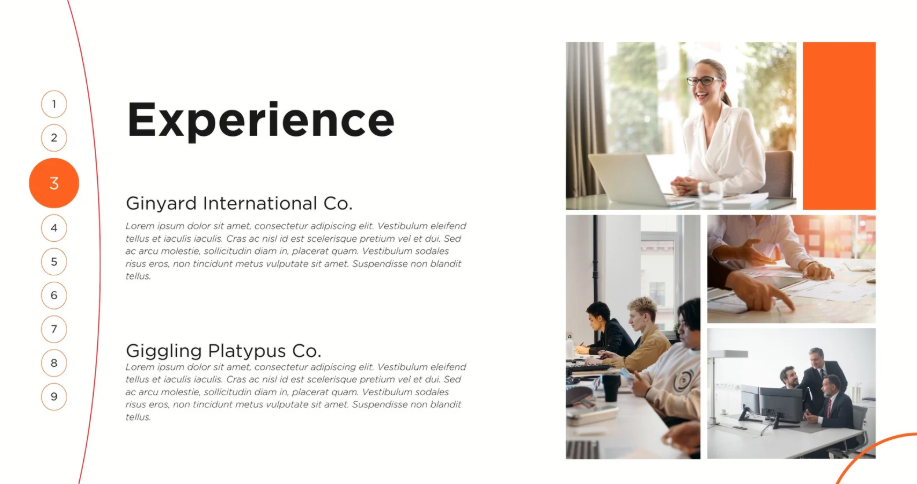 1
2
3
4
5
6
7
8
9
Experience
Ginyard International Co.
Lorem ipsum dolor sit amet, consectetur adipiscing elit. Vestibulum eleifend
tellus et iaculis iaculis. Cras ac nisl id est scelerisque pretium vel et dui. Sed
ac arcu molestie, sollicitudin diam in, placerat quam. Vestibulum sodales
risus eros, non tincidunt metus vulputate sit amet. Suspendisse non blandit
tellus.
Giggling Platypus Co.
Lorem ipsum dolor sit amet, consectetur adipiscing elit. Vestibulum eleifend
tellus et iaculis iaculis. Cras ac nisl id est scelerisque pretium vel et dui. Sed
ac arcu molestie, sollicitudin diam in, placerat quam. Vestibulum sodales
risus eros, non tincidunt metus vulputate sit amet. Suspendisse non blandit
tellus.